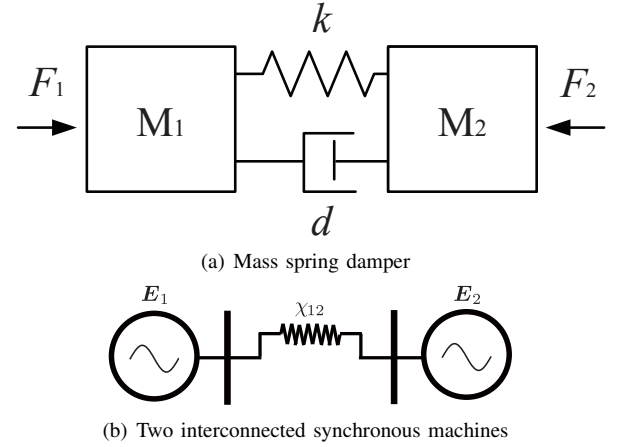 k
F₁ M₁ M₂ F₂
d
(a) Mass spring damper
E₁ χ₁₂ E₂
(b) Two interconnected synchronous machines